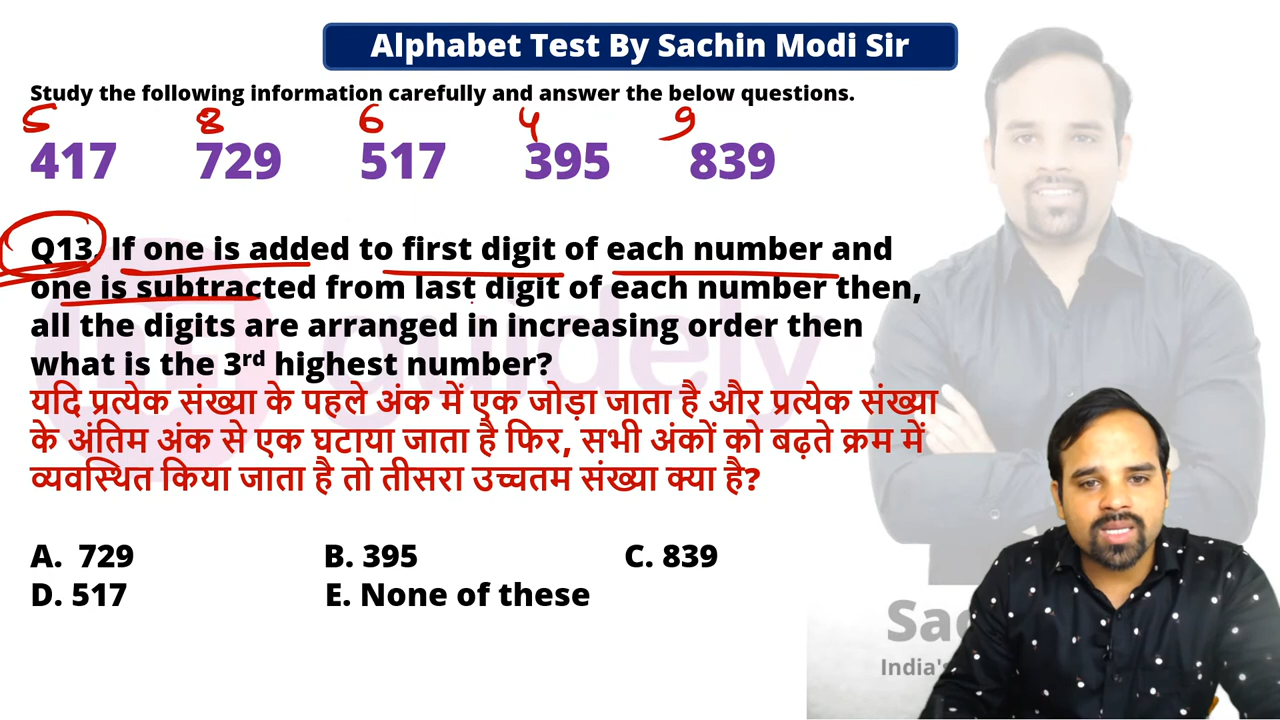 Alphabet Test By Sachin Modi Sir
Study the following information carefully and answer the below questions.
5 8 6 4 9
417 729 517 395 839
Q13. If one is added to first digit of each number and
one is subtracted from last digit of each number then,
all the digits are arranged in increasing order then
what is the 3rd highest number?
यदि प्रत्येक संख्या के पहले अंक में एक जोड़ा जाता है और प्रत्येक संख्या
के अंतिम अंक से एक घटाया जाता है फिर, सभी अंकों को बढ़ते क्रम में
व्यवस्थित किया जाता है तो तीसरा उच्चतम संख्या क्या है?
A. 729 B. 395 C. 839
D. 517 E. None of these
guidely
India's